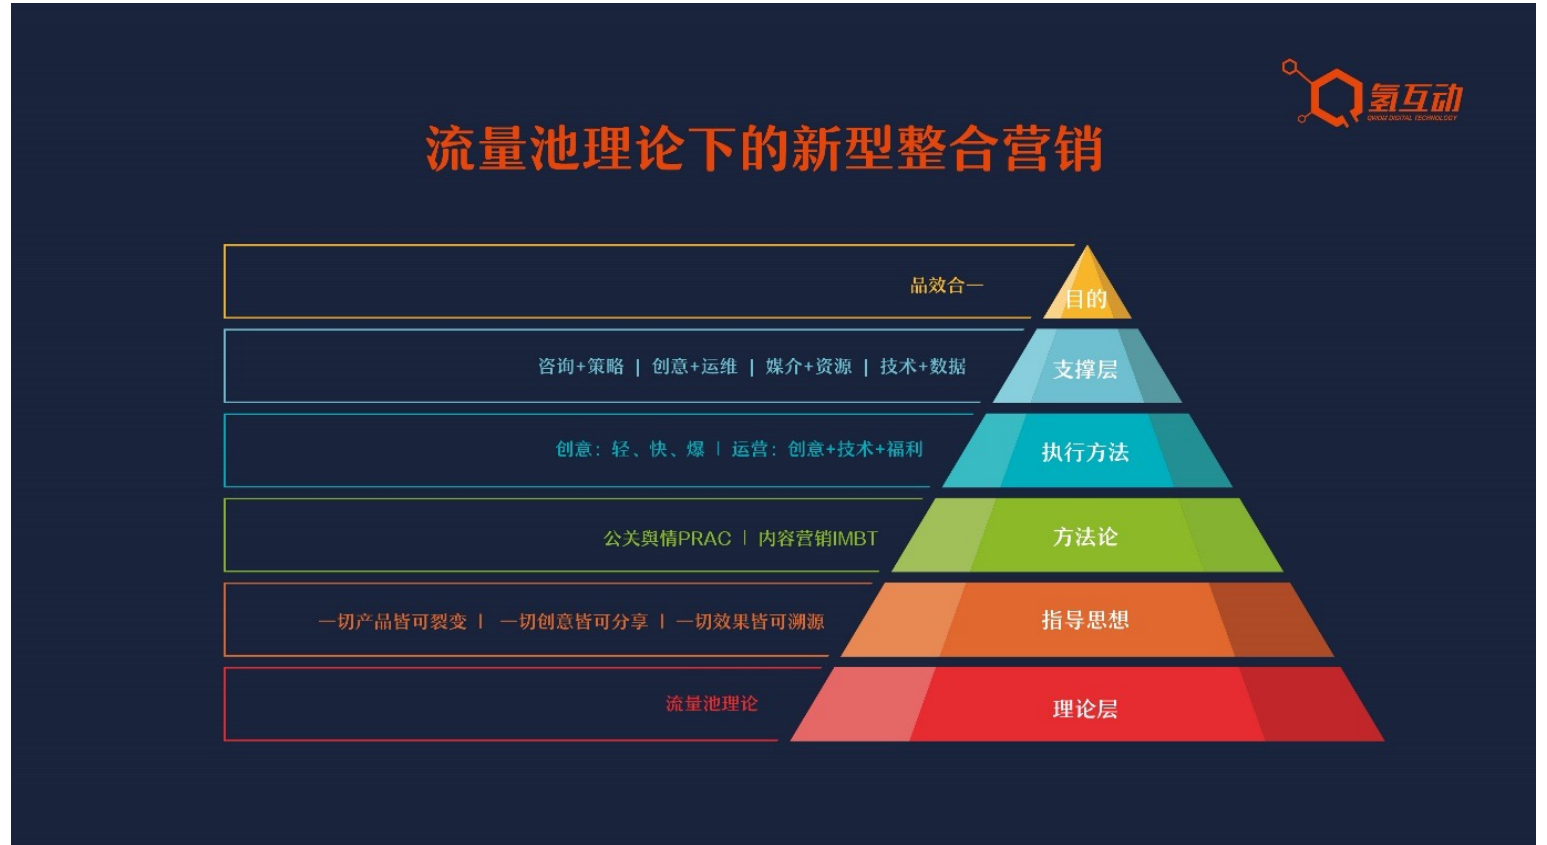 氢互动
QINGG DIGITAL TECHNOLOGY
流量池理论下的新型整合营销
品效合一
目的
咨询+策略 | 创意+运维 | 媒介+资源 | 技术+数据
支撑层
创意：轻、快、爆 | 运营：创意+技术+福利
执行方法
公关舆情PRAC | 内容营销IMBT
方法论
一切产品皆可裂变 | 一切创意皆可分享 | 一切效果皆可溯源
指导思想
流量池理论
理论层